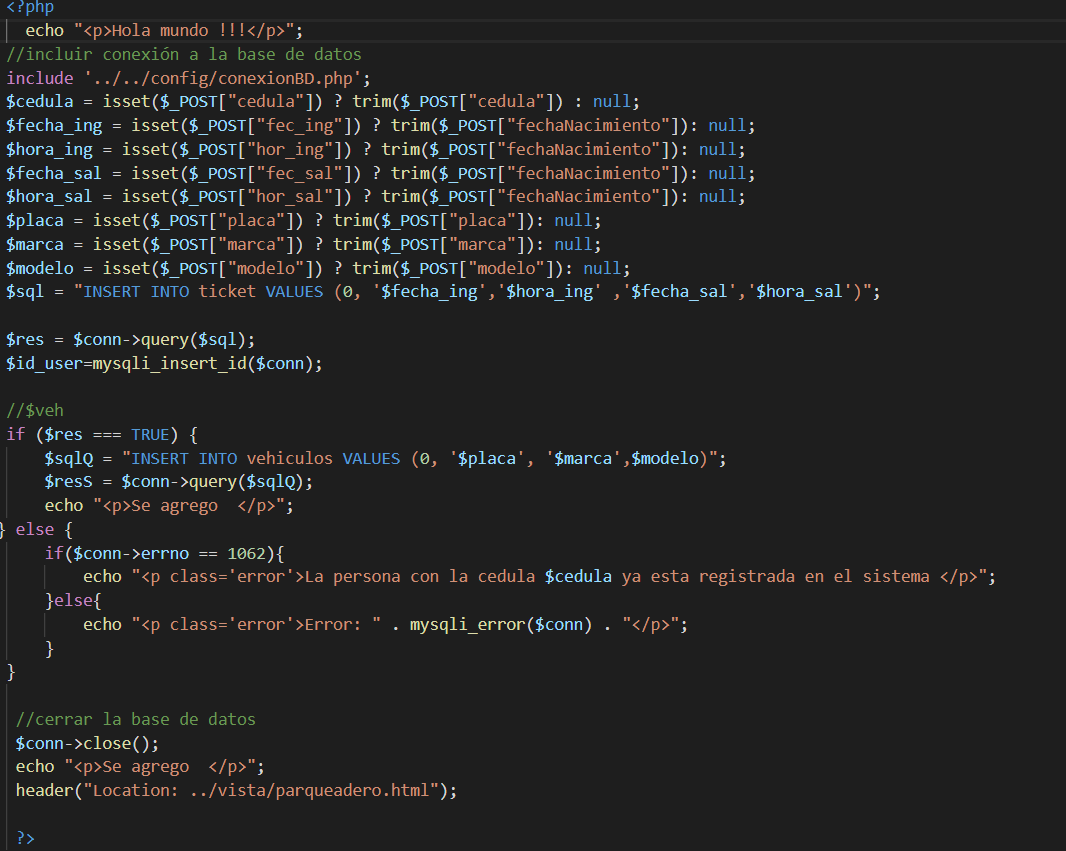 <?php
echo "<p>Hola mundo !!!</p>";
//incluir conexión a la base de datos
include '../../config/conexionBD.php';
$cedula = isset($_POST["cedula"]) ? trim($_POST["cedula"]) : null;
$fecha_ing = isset($_POST["fec_ing"]) ? trim($_POST["fechaNacimiento"]): null;
$hora_ing = isset($_POST["hor_ing"]) ? trim($_POST["fechaNacimiento"]): null;
$fecha_sal = isset($_POST["fec_sal"]) ? trim($_POST["fechaNacimiento"]): null;
$hora_sal = isset($_POST["hor_sal"]) ? trim($_POST["fechaNacimiento"]): null;
$placa = isset($_POST["placa"]) ? trim($_POST["placa"]): null;
$marca = isset($_POST["marca"]) ? trim($_POST["marca"]): null;
$modelo = isset($_POST["modelo"]) ? trim($_POST["modelo"]): null;
$sql = "INSERT INTO ticket VALUES (0, '$fecha_ing','$hora_ing' ,'$fecha_sal','$hora_sal')";
$res = $conn->query($sql);
$id_user=mysqli_insert_id($conn);
//$veh
if ($res === TRUE) {
$sqlQ = "INSERT INTO vehiculos VALUES (0, '$placa', '$marca',$modelo)";
$resS = $conn->query($sqlQ);
echo "<p>Se agrego  </p>";
} else {
if($conn->errno == 1062){
echo "<p class='error'>La persona con la cedula $cedula ya esta registrada en el sistema </p>";
}else{
echo "<p class='error'>Error: " . mysqli_error($conn) . "</p>";
}
}
//cerrar la base de datos
$conn->close();
echo "<p>Se agrego  </p>";
header("Location: ../vista/parqueadero.html");
?>